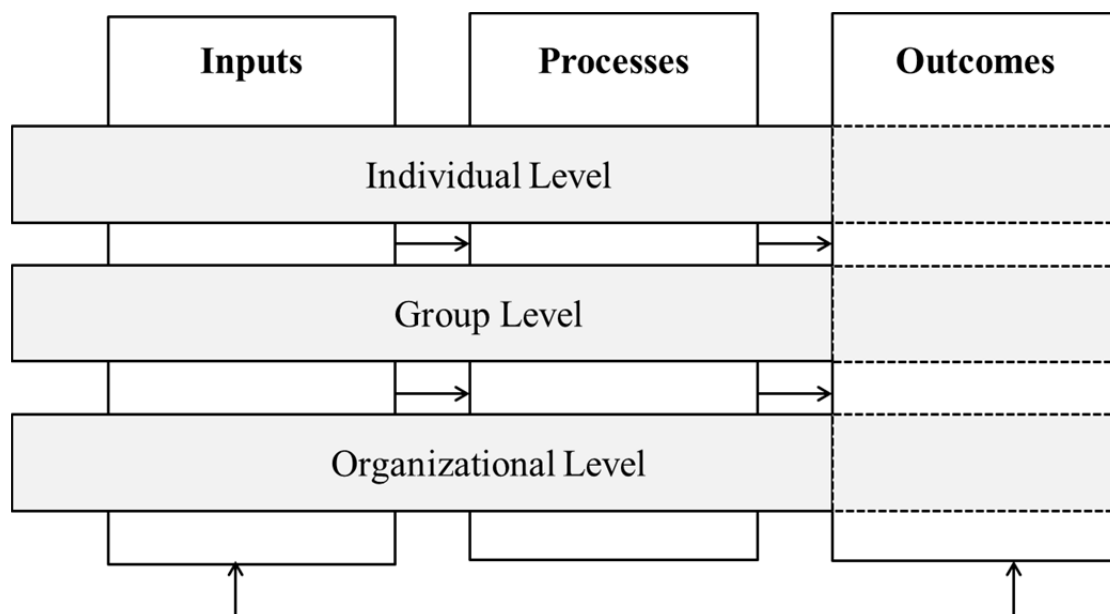 Inputs
Processes
Outcomes
Individual Level
Group Level
Organizational Level